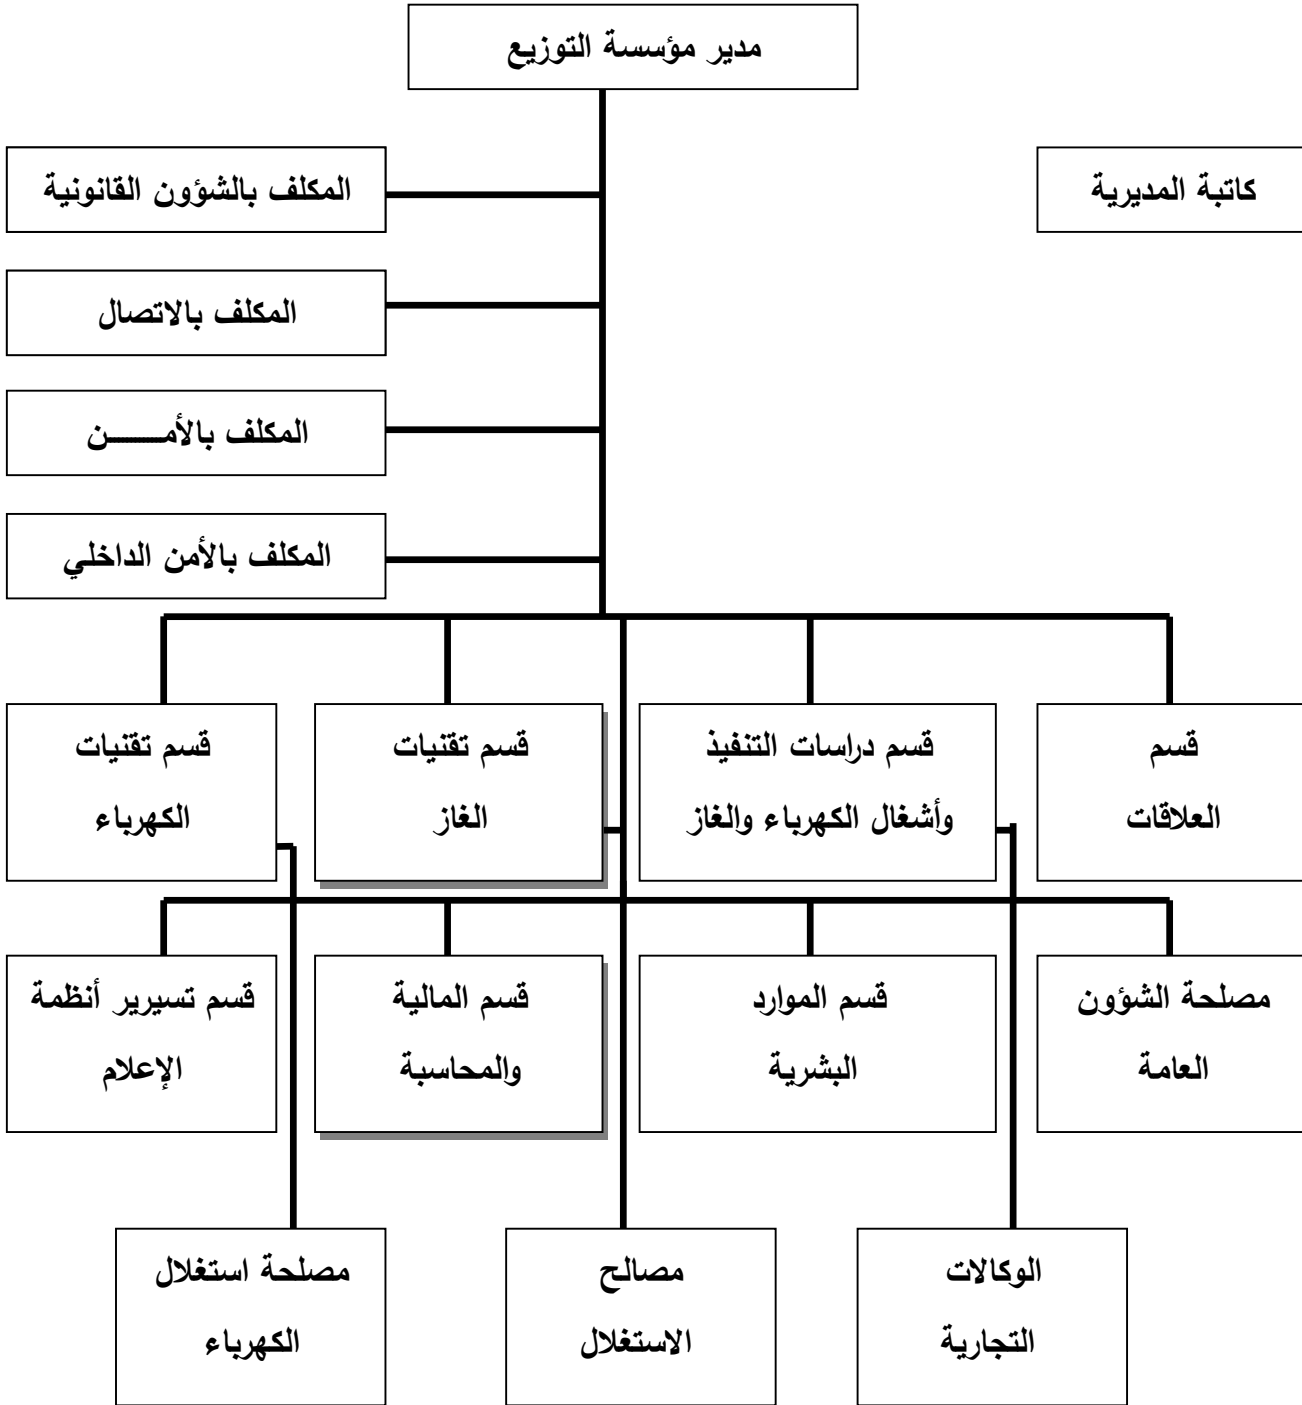 مدير مؤسسة التوزيع
كاتبة المديرية
المكلف بالشؤون القانونية
المكلف بالاتصال
المكلف بالأمـــــــن
المكلف بالأمن الداخلي
قسم
العلاقات
قسم دراسات التنفيذ
وأشغال الكهرباء والغاز
قسم تقنيات
الغاز
قسم تقنيات
الكهرباء
مصلحة الشؤون
العامة
قسم الموارد
البشرية
قسم المالية
والمحاسبة
قسم تسيرير أنظمة
الإعلام
الوكالات
التجارية
مصالح
الاستغلال
مصلحة استغلال
الكهرباء